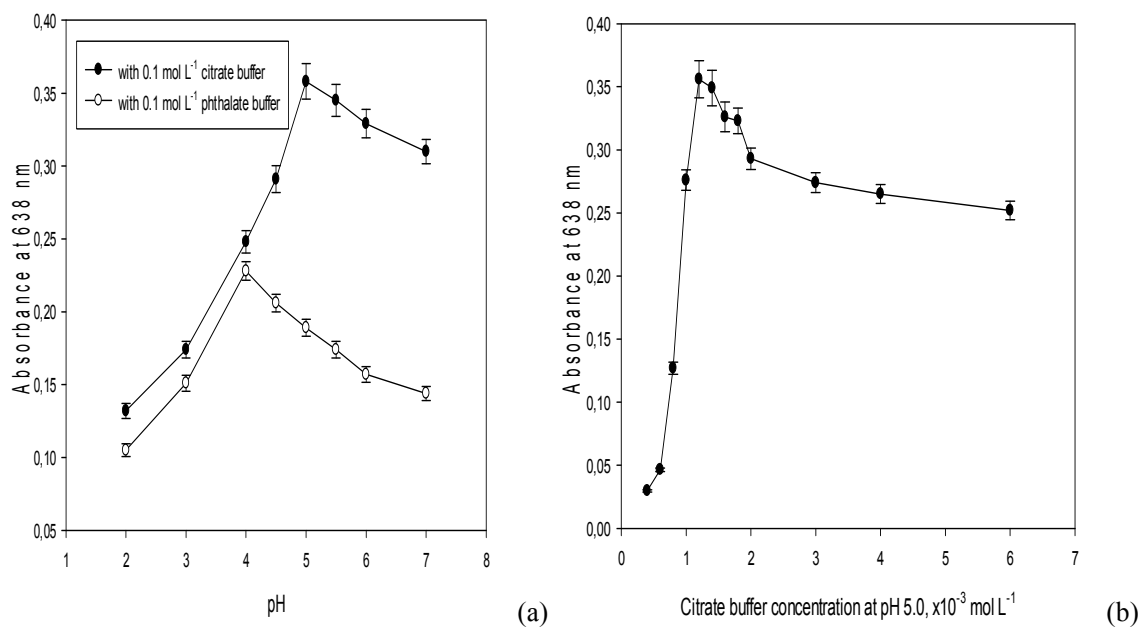 0,40
0,35
0,30
0,25
0,20
0,15
0,10
0,05
Absorbance at 638 nm
with 0.1 mol L-1 citrate buffer
with 0.1 mol L-1 phthalate buffer
1 2 3 4 5 6 7 8
pH
(a)
0,40
0,35
0,30
0,25
0,20
0,15
0,10
0,05
0,00
Absorbance at 638 nm
0 1 2 3 4 5 6 7
Citrate buffer concentration at pH 5.0, x10-3 mol L-1
(b)